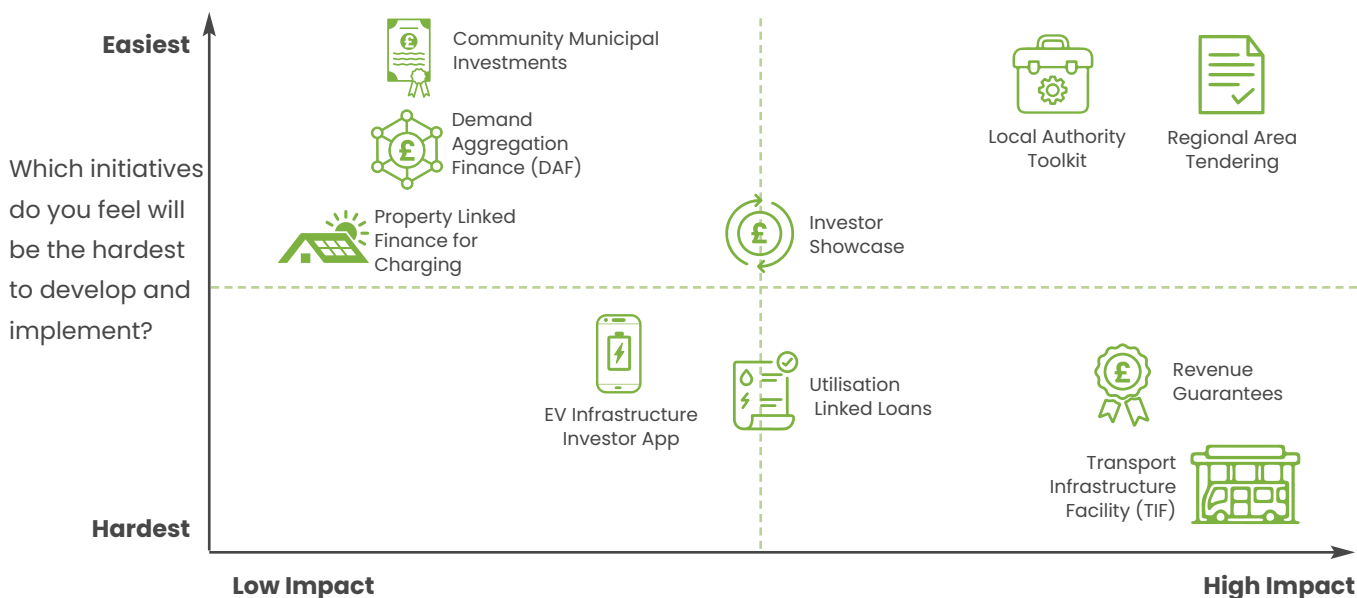 Easiest
Which initiatives
do you feel will
be the hardest
to develop and
implement?
Hardest
Low Impact
High Impact
£
Community Municipal
Investments
£
Demand
Aggregation
Finance (DAF)
Property Linked
Finance for
Charging
£
Investor
Showcase
Local Authority
Toolkit
Regional Area
Tendering
EV Infrastructure
Investor App
Utilisation
Linked Loans
£
Revenue
Guarantees
Transport
Infrastructure
Facility (TIF)